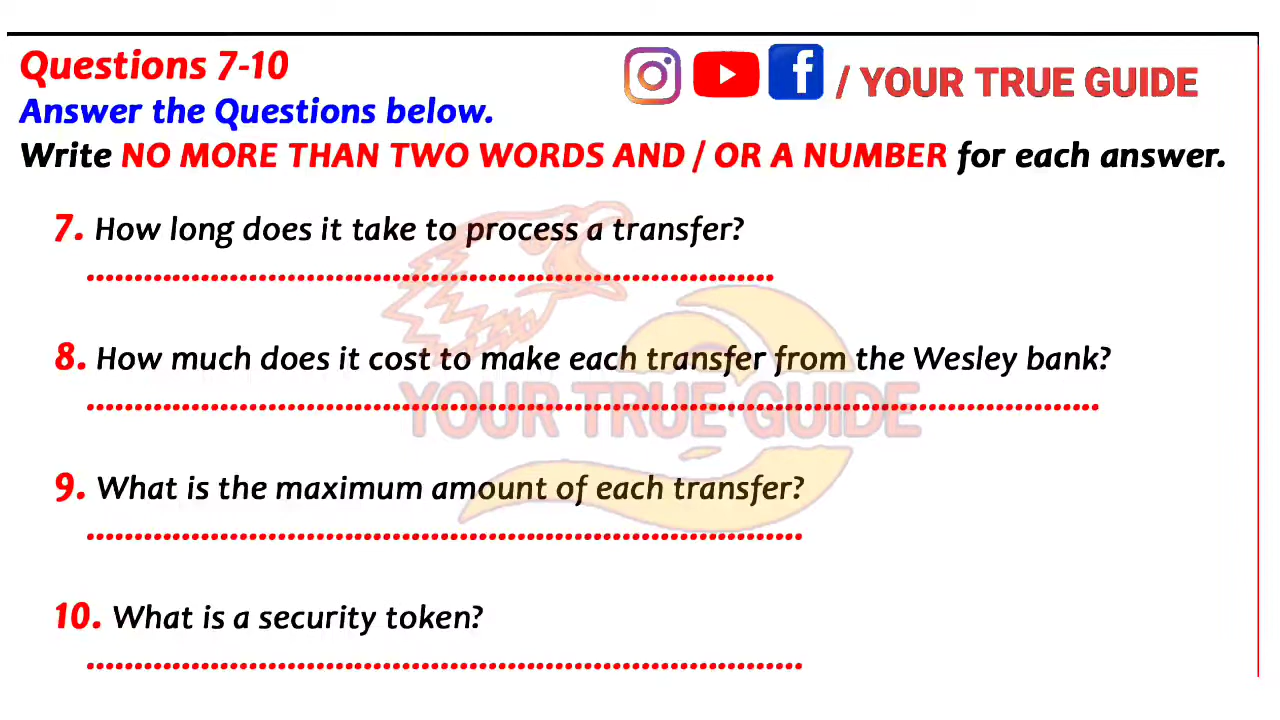 Questions 7-10
/ YOUR TRUE GUIDE
Answer the Questions below.
Write NO MORE THAN TWO WORDS AND / OR A NUMBER for each answer.
7. How long does it take to process a transfer?
8. How much does it cost to make each transfer from the Wesley bank?
YOUR TRUE GUIDE
9. What is the maximum amount of each transfer?
10. What is a security token?